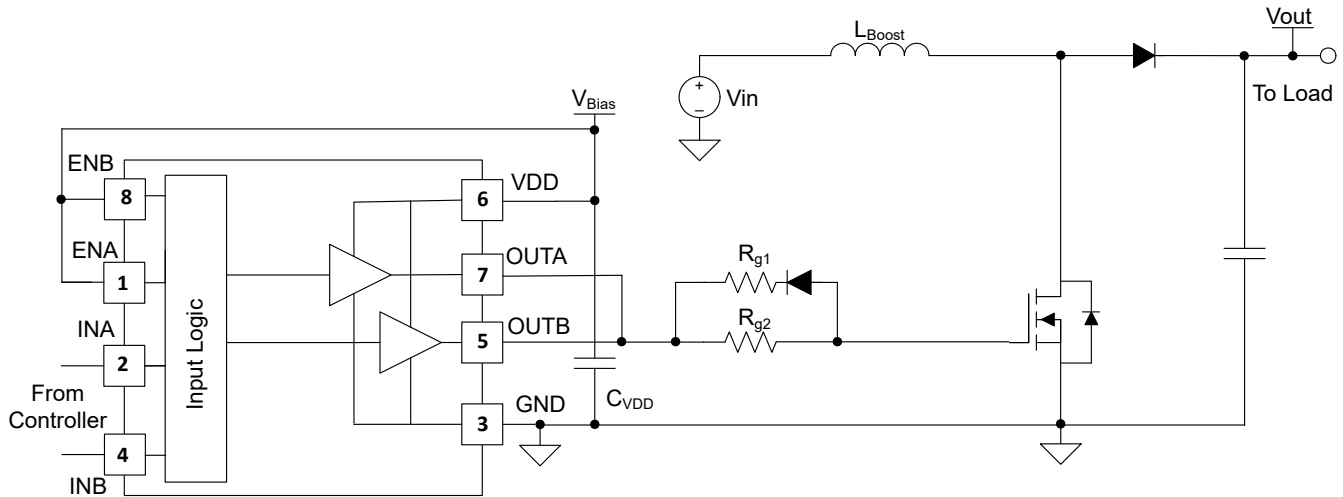 Vout
L_Boost
Vin
+
–
To Load
V_Bias
ENB
8
VDD
6
ENA
1
OUTA
7
R_g1
INA
2
OUTB
5
R_g2
Input Logic
From
Controller
C_VDD
GND
3
4
INB